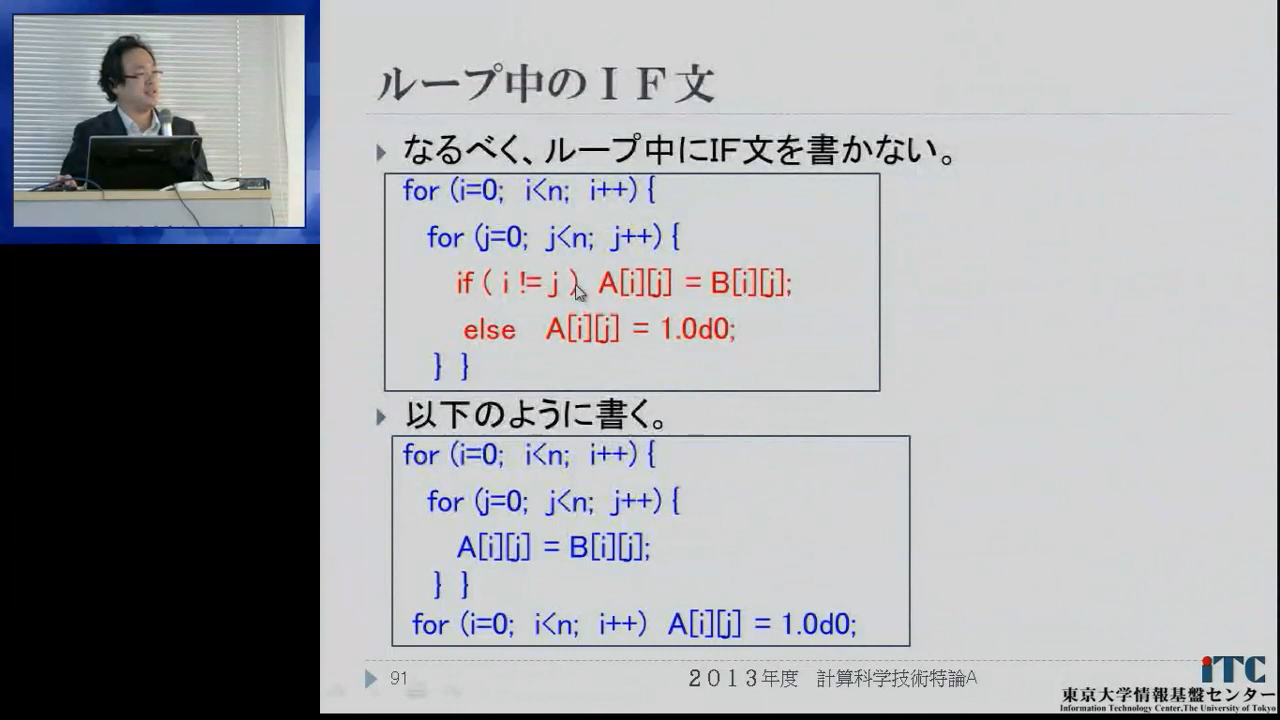 ループ中のＩＦ文
なるべく、ループ中にIF文を書かない。
for (i=0; i<n; i++) {
for (j=0; j<n; j++) {
if ( i != j ) A[i][j] = B[i][j];
else A[i][j] = 1.0d0;
} }
以下のように書く。
for (i=0; i<n; i++) {
for (j=0; j<n; j++) {
A[i][j] = B[i][j];
} }
for (i=0; i<n; i++) A[i][j] = 1.0d0;
91
２０１３年度 計算科学技術特論A
iTC
東京大学情報基盤センター
Information Technology Center,The University of Tokyo